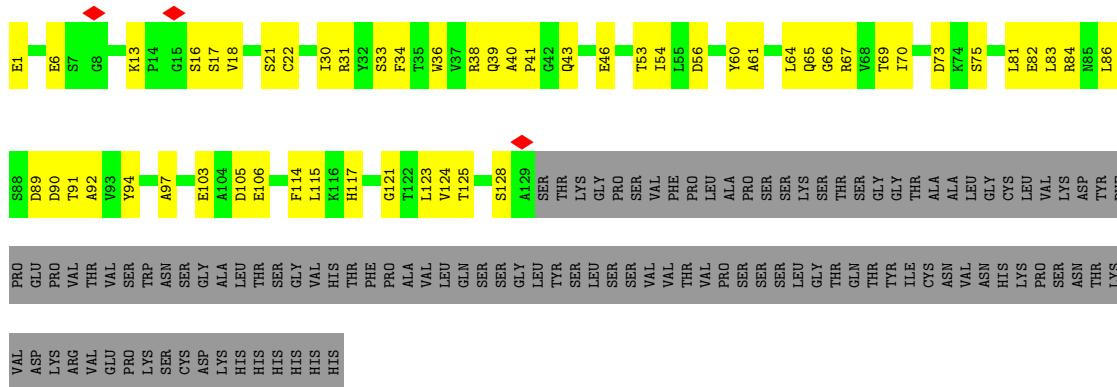 E1 E6 S7 G8 K13 P14 G15 S16 S17 V18 S21 C22 I30 R31 Y32 S33 F34 T35 W36 V37 R38 Q39 A40 P41 G42 Q43 E46 T53 I54 L55 D56 Y60 A61 L64 Q65 G66 R67 V68 T69 I70 D73 K74 S75 L81 E82 L83 R84 N85 L86
S88 D89 D90 T91 A92 V93 Y94 A97 E103 A104 D105 E106 F114 L115 K116 H117 G121 T122 L123 V124 T125 S128 A129 SER THR LYS GLY PRO SER VAL PHE PRO LEU ALA PRO SER SER LYS SER THR SER GLY GLY THR ALA ALA LEU GLY CYS LEU VAL LYS ASP TYR
PRO GLU PRO VAL THR VAL SER TRP ASN SER GLY ALA LEU THR SER GLY VAL HIS THR PHE PRO ALA VAL LEU GLN SER SER GLY LEU TYR SER LEU SER SER VAL VAL THR VAL PRO SER SER SER LEU GLY THR GLN THR TYR ILE CYS ASN VAL ASN HIS LYS PRO SER ASN THR LYS
VAL ASP LYS ARG VAL GLU PRO LYS SER CYS ASP LYS HIS HIS HIS HIS HIS HIS